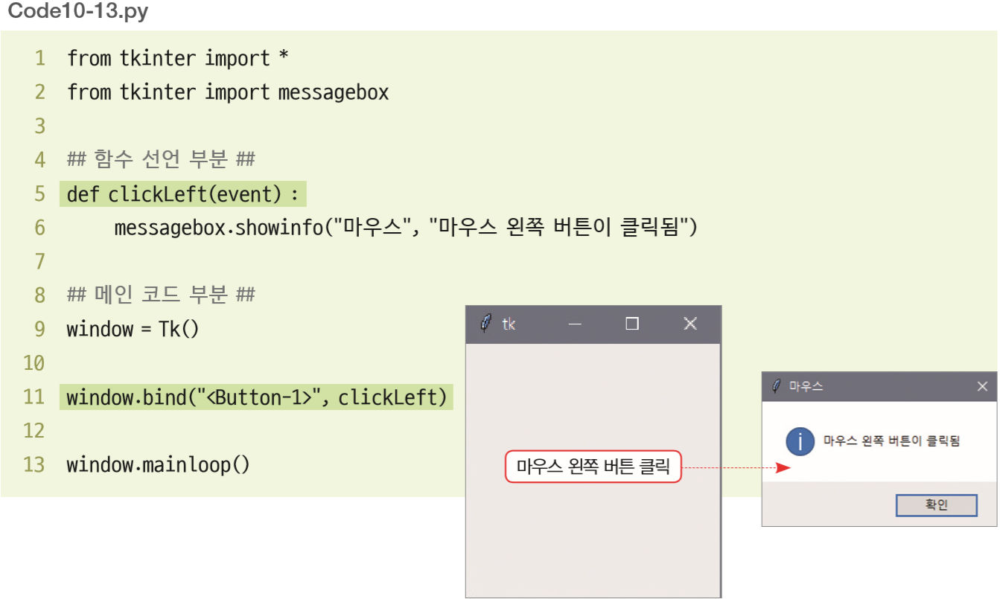 Code10-13.py
1 from tkinter import *
2 from tkinter import messagebox
3
4 ## 함수 선언 부분 ##
5 def clickLeft(event) :
6 messagebox.showinfo("마우스", "마우스 왼쪽 버튼이 클릭됨")
7
8 ## 메인 코드 부분 ##
9 window = Tk()
10
11 window.bind("<Button-1>", clickLeft)
12
13 window.mainloop()
tk
마우스 왼쪽 버튼 클릭
마우스
마우스 왼쪽 버튼이 클릭됨
확인